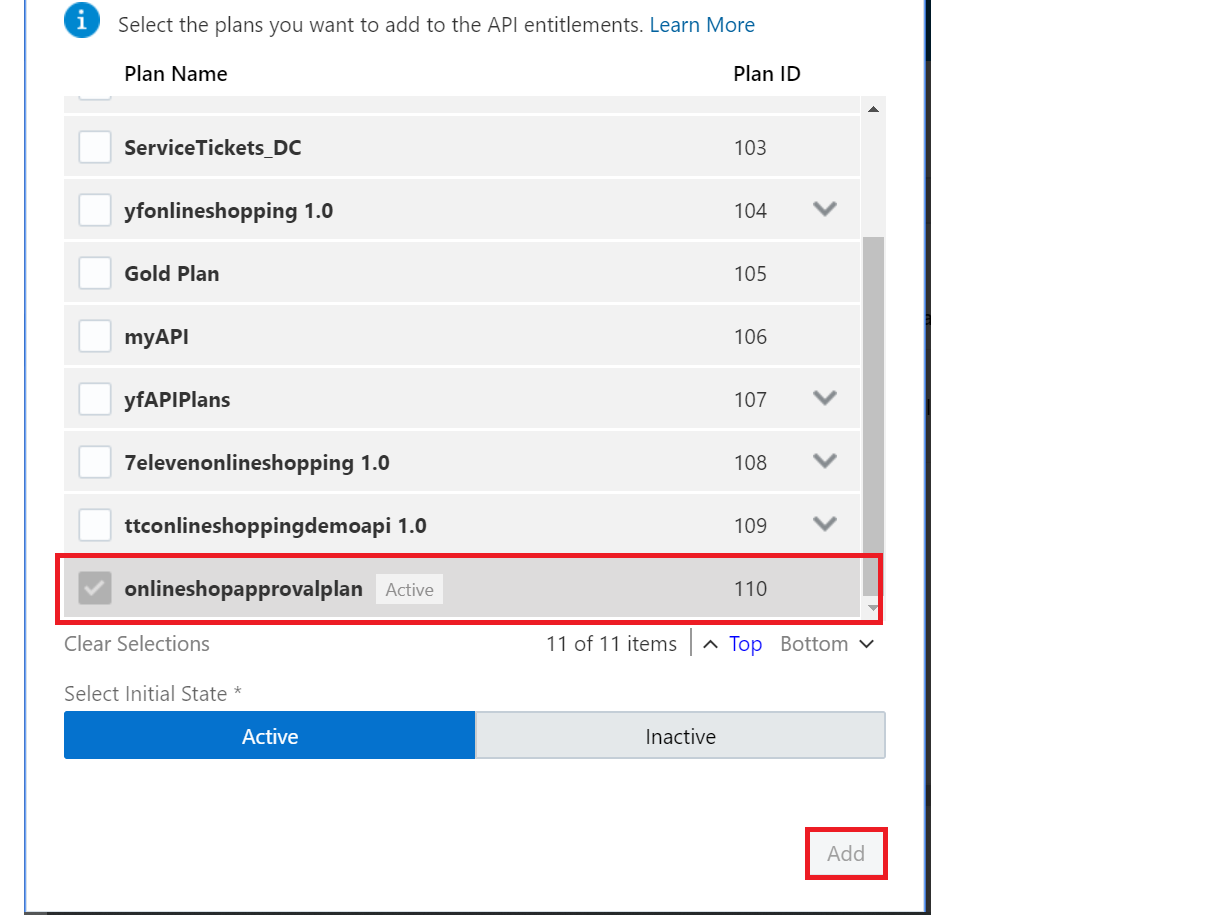 Select the plans you want to add to the API entitlements. Learn More
Plan Name Plan ID
ServiceTickets_DC 103
yfonlineshopping 1.0 104
Gold Plan 105
myAPI 106
yfAPIPlans 107
7elevenonlineshopping 1.0 108
ttconlineshoppingdemoapi 1.0 109
onlineshopapprovalplan Active 110
Clear Selections 11 of 11 items Top Bottom
Select Initial State *
Active Inactive
Add